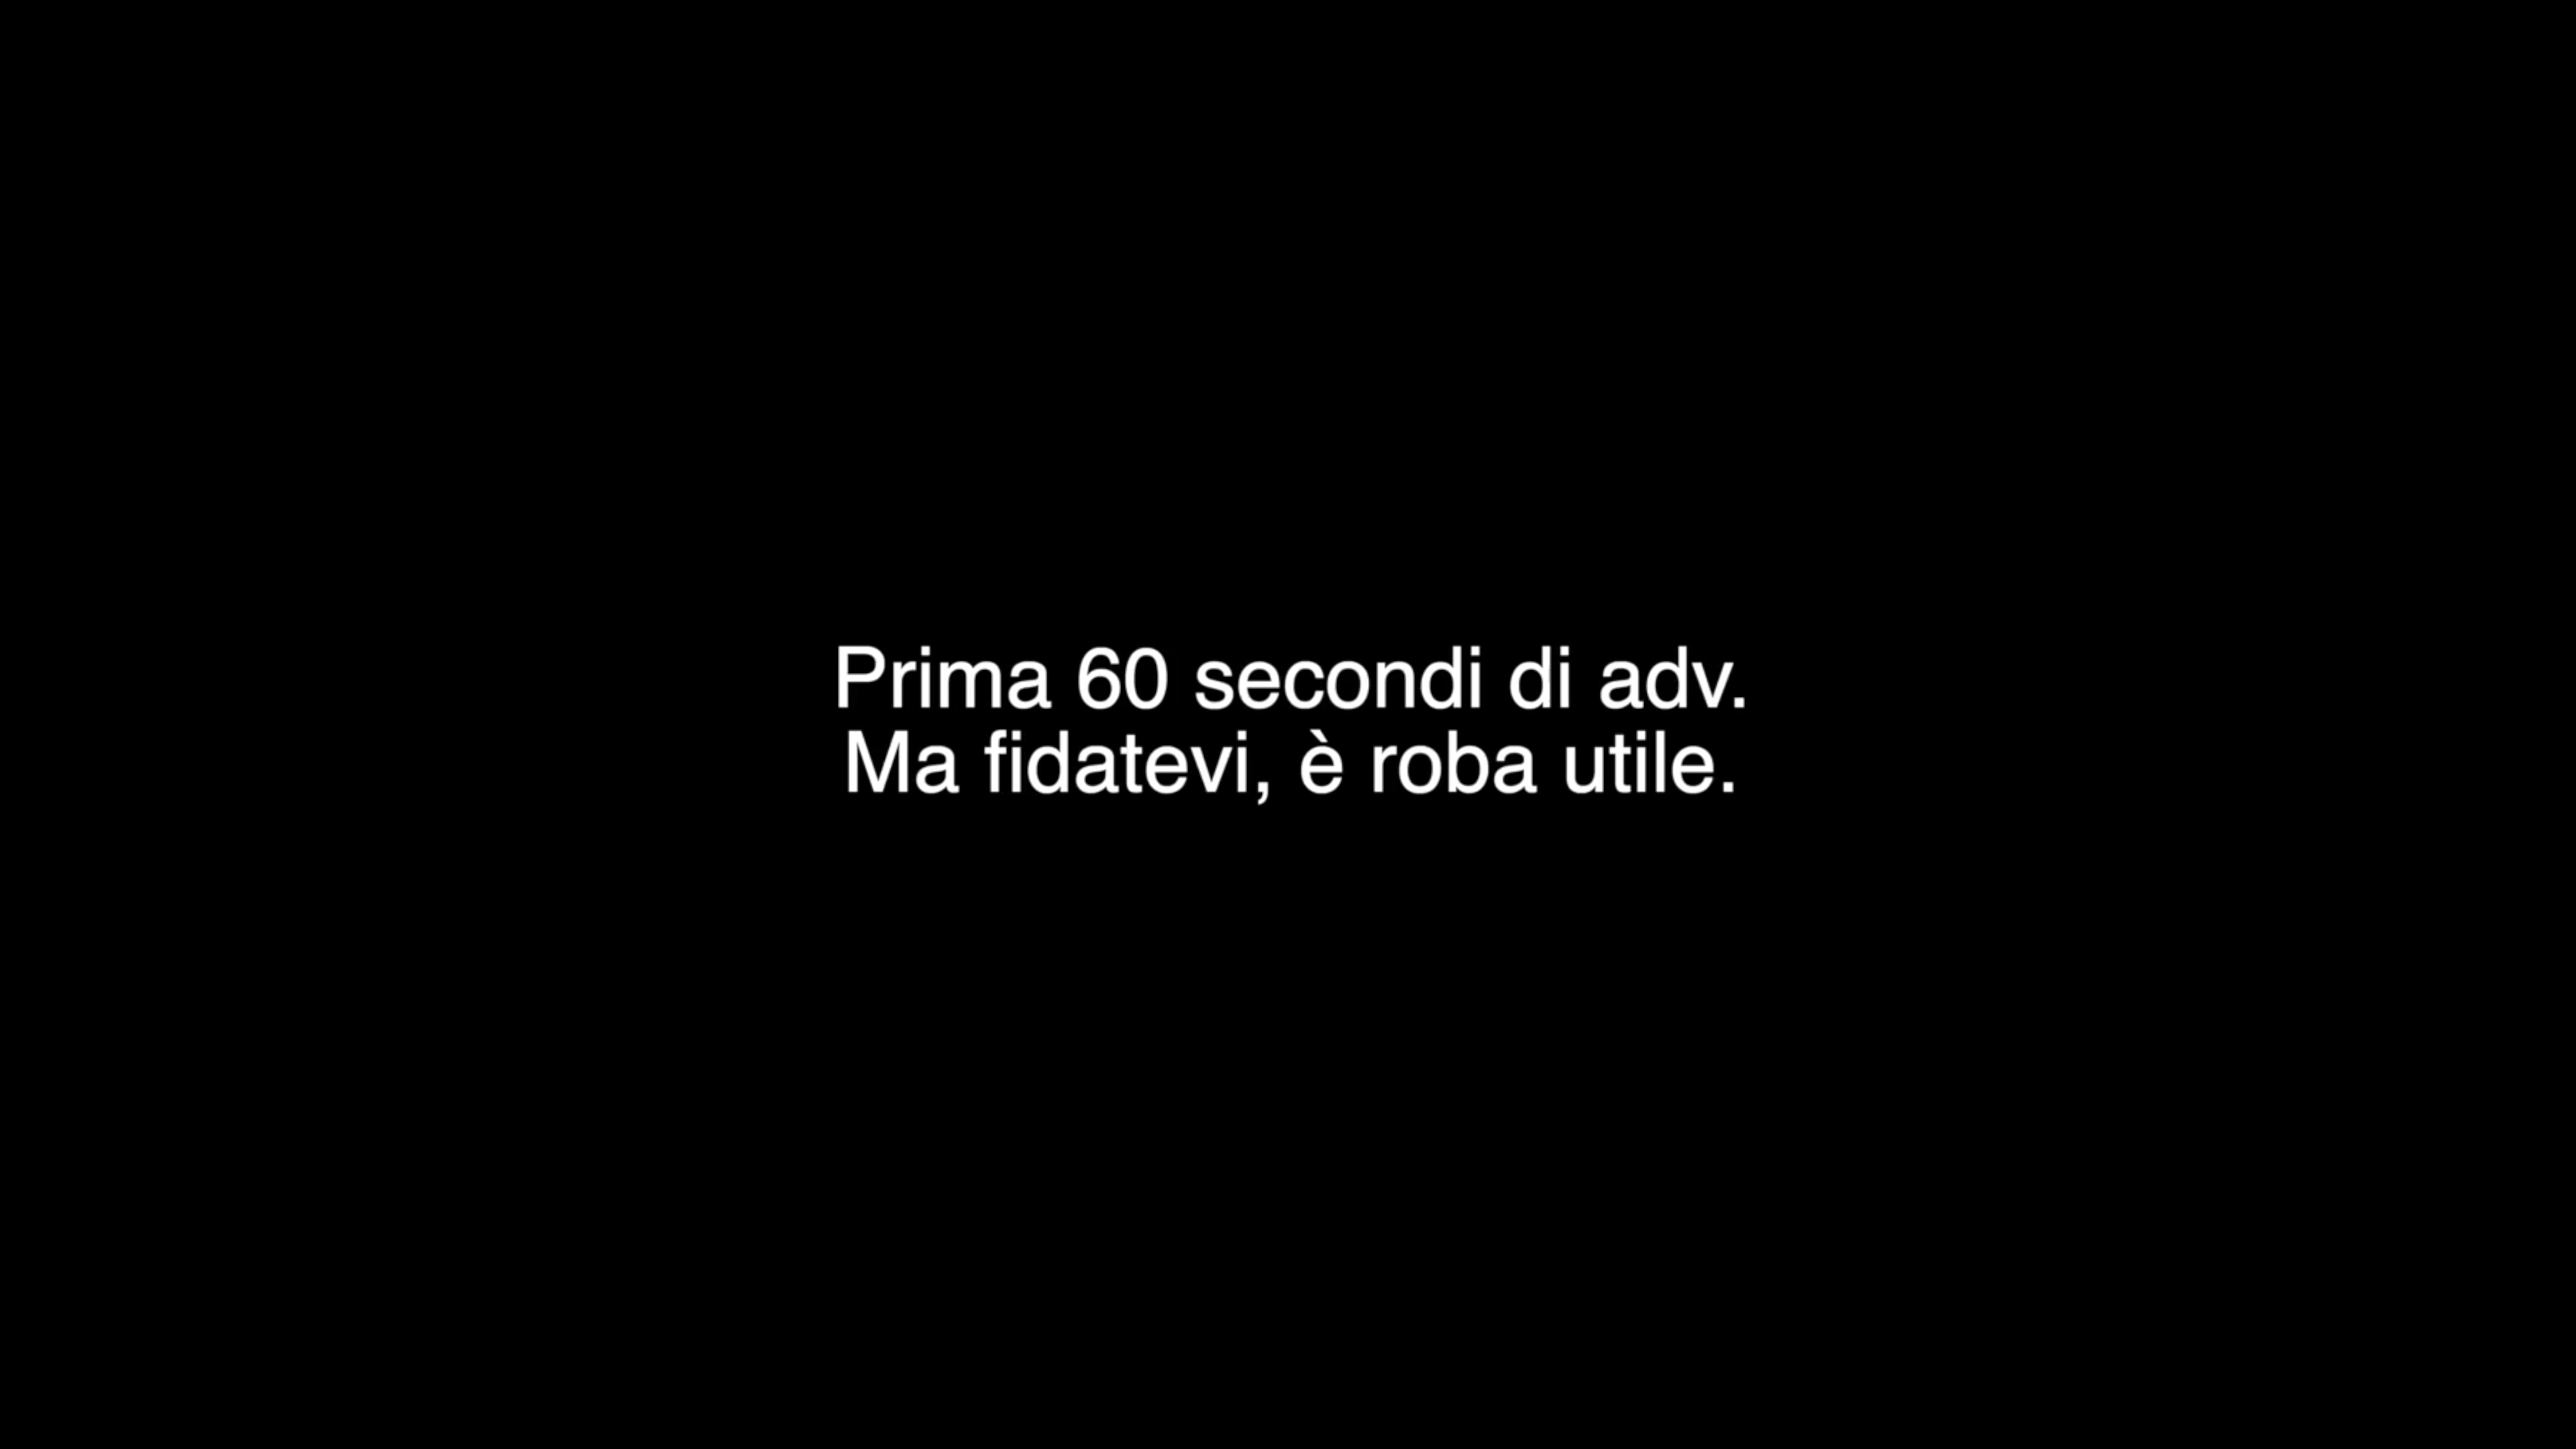 Prima 60 secondi di adv.
Ma fidatevi, è roba utile.